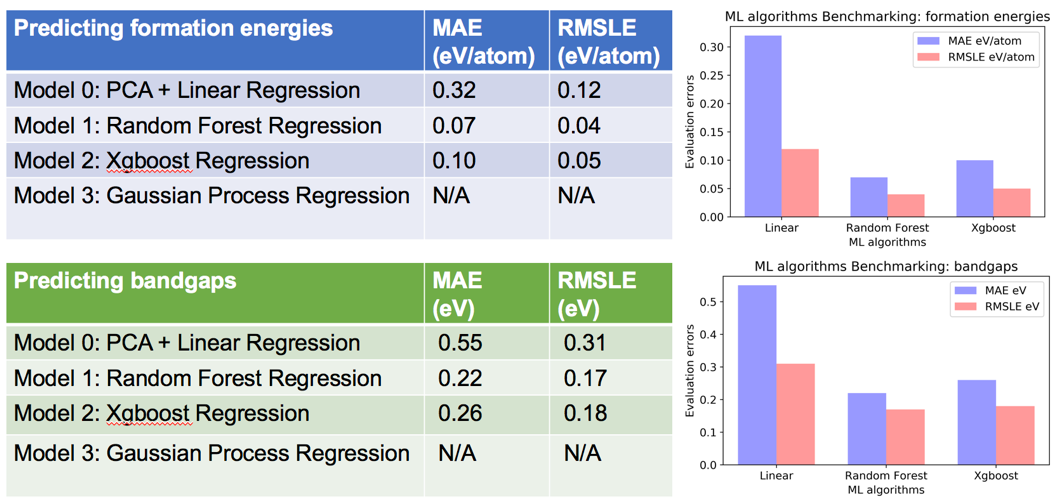 Predicting formation energies MAE (eV/atom) RMSLE (eV/atom)
Model 0: PCA + Linear Regression 0.32 0.12
Model 1: Random Forest Regression 0.07 0.04
Model 2: Xgboost Regression 0.10 0.05
Model 3: Gaussian Process Regression N/A N/A
ML algorithms Benchmarking: formation energies
MAE eV/atom
RMSLE eV/atom
Evaluation errors
0.30
0.25
0.20
0.15
0.10
0.05
0.00
Linear Random Forest Xgboost
ML algorithms
Predicting bandgaps MAE (eV) RMSLE (eV)
Model 0: PCA + Linear Regression 0.55 0.31
Model 1: Random Forest Regression 0.22 0.17
Model 2: Xgboost Regression 0.26 0.18
Model 3: Gaussian Process Regression N/A N/A
ML algorithms Benchmarking: bandgaps
MAE eV
RMSLE eV
Evaluation errors
0.5
0.4
0.3
0.2
0.1
0.0
Linear Random Forest Xgboost
ML algorithms